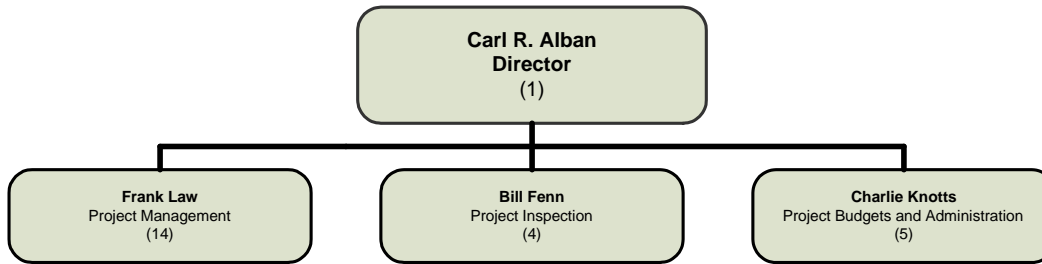 Carl R. Alban
Director
(1)
Frank Law
Project Management
(14)
Bill Fenn
Project Inspection
(4)
Charlie Knotts
Project Budgets and Administration
(5)